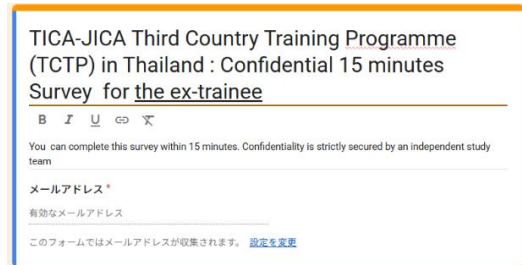 TICA-JICA Third Country Training Programme
(TCTP) in Thailand : Confidential 15 minutes
Survey for the ex-trainee
B I U
You can complete this survey within 15 minutes. Confidentiality is strictly secured by an independent study
team
メールアドレス *
有効なメールアドレス
このフォームではメールアドレスが収集されます。 設定を変更